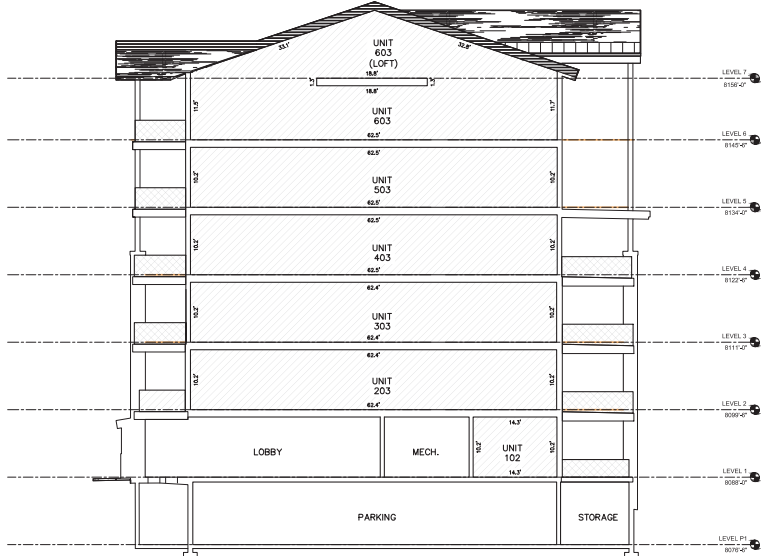 33.1'
UNIT
603
(LOFT)
32.8'
18.8'
1.3'
1.3'
18.8'
LEVEL 7
8156'-0"
11.5'
UNIT
603
11.7'
62.5'
LEVEL 6
8145'-6"
62.5'
10.2'
UNIT
503
10.2'
62.5'
LEVEL 5
8134'-0"
62.5'
10.2'
UNIT
403
10.2'
62.5'
LEVEL 4
8122'-6"
62.4'
10.2'
UNIT
303
10.2'
62.4'
LEVEL 3
8111'-0"
62.4'
10.2'
UNIT
203
10.2'
62.4'
LEVEL 2
8099'-6"
14.3'
LOBBY
MECH.
10.2'
UNIT
102
10.2'
14.3'
LEVEL 1
8088'-0"
PARKING
STORAGE
LEVEL P1
8076'-6"